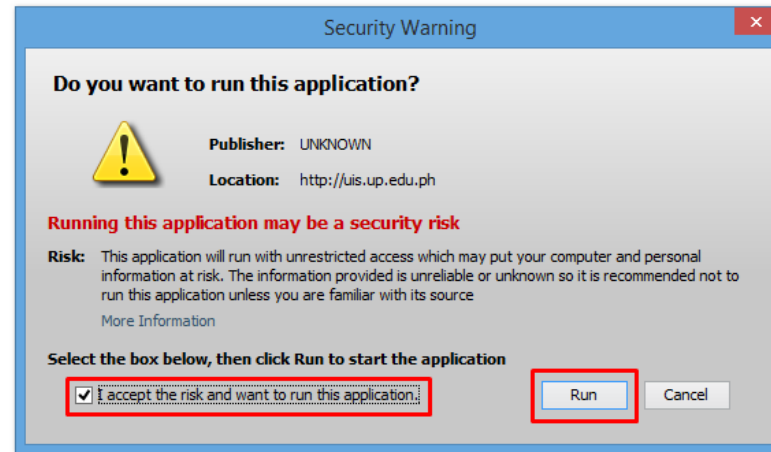 Security Warning
Do you want to run this application?
Publisher: UNKNOWN
Location: http://uis.up.edu.ph
Running this application may be a security risk
Risk: This application will run with unrestricted access which may put your computer and personal
information at risk. The information provided is unreliable or unknown so it is recommended not to
run this application unless you are familiar with its source
More Information
Select the box below, then click Run to start the application
I accept the risk and want to run this application.
Run Cancel